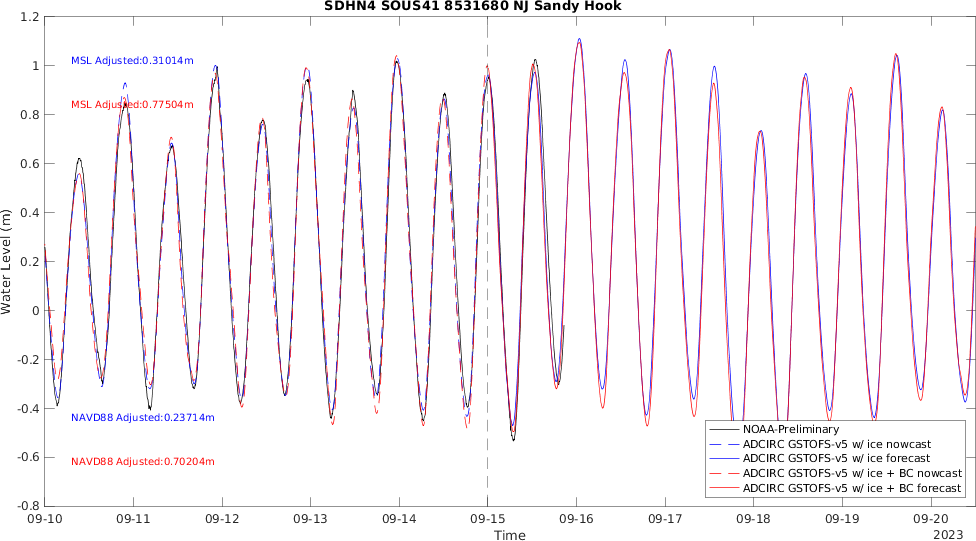 SDHN4 SOUS41 8531680 NJ Sandy Hook
1.2
1
0.8
0.6
0.4
0.2
0
-0.2
-0.4
-0.6
-0.8
Water Level (m)
MSL Adjusted:0.31014m
MSL Adjusted:0.77504m
NAVD88 Adjusted:0.23714m
NAVD88 Adjusted:0.70204m
NOAA-Preliminary
ADCIRC GSTOFS-v5 w/ ice nowcast
ADCIRC GSTOFS-v5 w/ ice forecast
ADCIRC GSTOFS-v5 w/ ice + BC nowcast
ADCIRC GSTOFS-v5 w/ ice + BC forecast
09-10 09-11 09-12 09-13 09-14 09-15 09-16 09-17 09-18 09-19 09-20
Time
2023